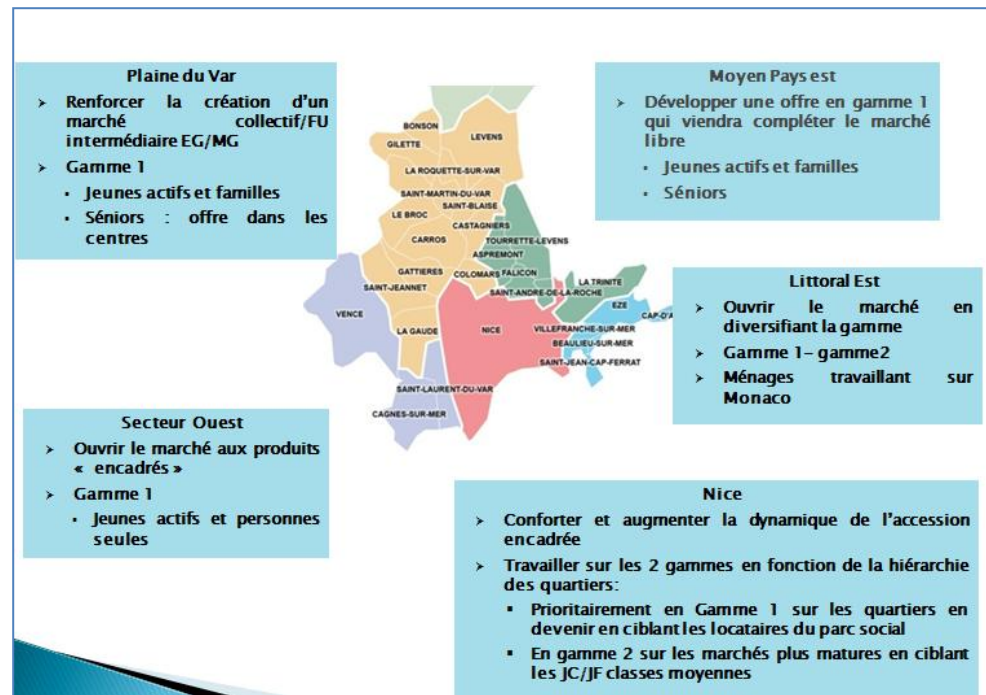 Plaine du Var
➢ Renforcer la création d'un
marché collectif/FU
intermédiaire EG/MG
➢ Gamme 1
▪ Jeunes actifs et familles
▪ Séniors : offre dans les
centres
Moyen Pays est
➢ Développer une offre en gamme 1
qui viendra compléter le marché
libre
▪ Jeunes actifs et familles
▪ Séniors
BONSON
LEVENS
GILETTE
LA ROQUETTE-SUR-VAR
SAINT-MARTIN-DU-VAR
SAINT-BLAISE
LE BROC
CASTAGNIERS
CARROS
TOURRETTE-LEVENS
ASPREMONT
GATTIERES
COLOMARS
FALICON
LA TRINITE
SAINT-JEANNET
SAINT-ANDRE-DE-LA-ROCHE
EZE
VENCE
CAP-D'A
LA GAUDE
NICE
VILLEFRANCHE-SUR-MER
BEAULIEU-SUR-MER
SAINT-JEAN-CAP-FERRAT
SAINT-LAURENT-DU-VAR
CAGNES-SUR-MER
Littoral Est
➢ Ouvrir le marché en
diversifiant la gamme
➢ Gamme 1- gamme2
➢ Ménages travaillant sur
Monaco
Secteur Ouest
➢ Ouvrir le marché aux produits
« encadrés »
➢ Gamme 1
▪ Jeunes actifs et personnes
seules
Nice
➢ Conforter et augmenter la dynamique de l'accession
encadrée
➢ Travailler sur les 2 gammes en fonction de la hiérarchie
des quartiers:
▪ Prioritairement en Gamme 1 sur les quartiers en
devenir en ciblant les locataires du parc social
▪ En gamme 2 sur les marchés plus matures en ciblant
les JC/JF classes moyennes